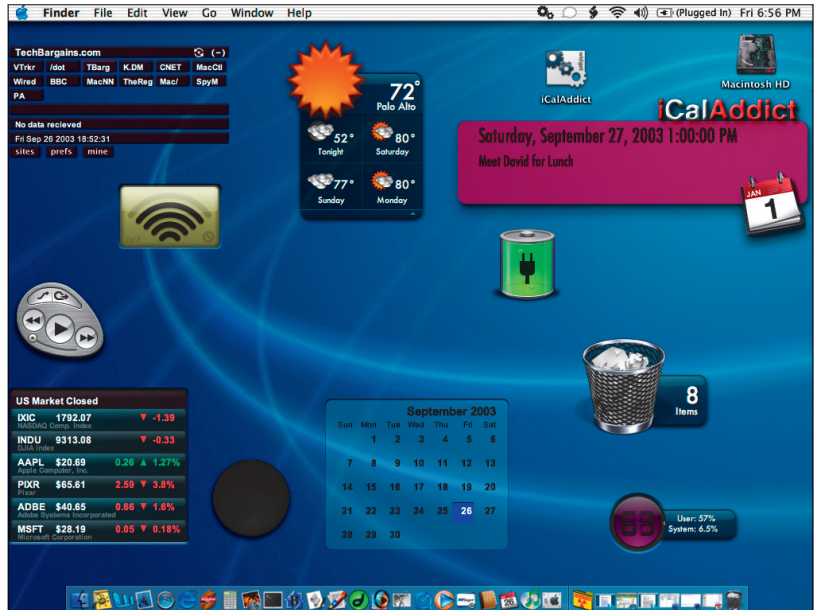 Finder File Edit View Go Window Help
(Plugged In) Fri 6:56 PM
TechBargains.com (-)
VTrkr /dot TBarg K.DM CNET MacCtl
Wired BBC MacNN TheReg Mac/ SpyM
PA
No data recieved
Fri Sep 26 2003 18:52:31
sites prefs mine
72°
Palo Alto
52° 80°
Tonight Saturday
77° 80°
Sunday Monday
iCalAddict
Macintosh HD
iCalAddict
Saturday, September 27, 2003 1:00:00 PM
Meet David for Lunch
JAN
1
OFF
US Market Closed
IXIC 1792.07 ▼ -1.39
NASDAQ Comp. Index
INDU 9313.08 ▼ -0.33
DJIA Index
AAPL $20.69 0.26 ▲ 1.27%
Apple Computer, Inc.
PIXR $65.61 2.59 ▼ 3.8%
Pixar
ADBE $40.65 0.66 ▼ 1.6%
Adobe Systems Incorporated
MSFT $28.19 0.05 ▼ 0.18%
Microsoft Corporation
September 2003
Sun Mon Tue Wed Thu Fri Sat
1 2 3 4 5 6
7 8 9 10 11 12 13
14 15 16 17 18 19 20
21 22 23 24 25 26 27
28 29 30
8
Items
User: 57%
System: 6.5%